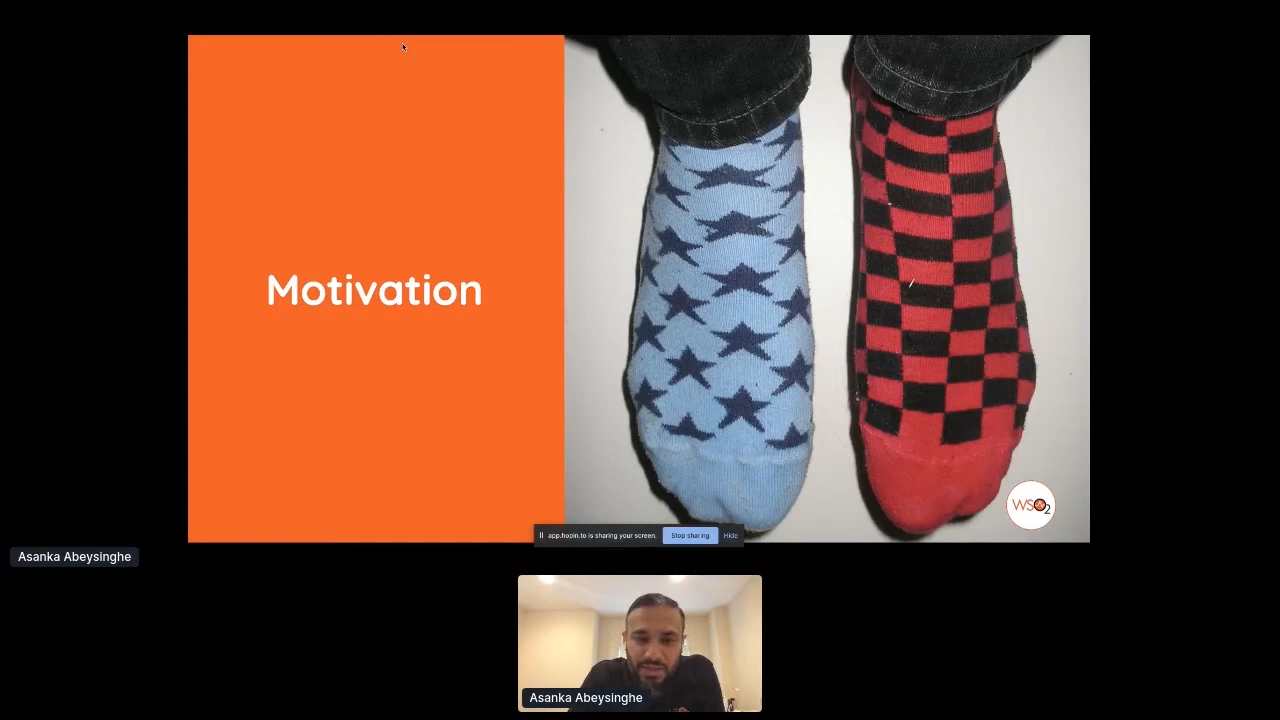 Motivation
WSO2
app.hopin.to is sharing your screen.
Stop sharing
Hide
Asanka Abeysinghe
Asanka Abeysinghe